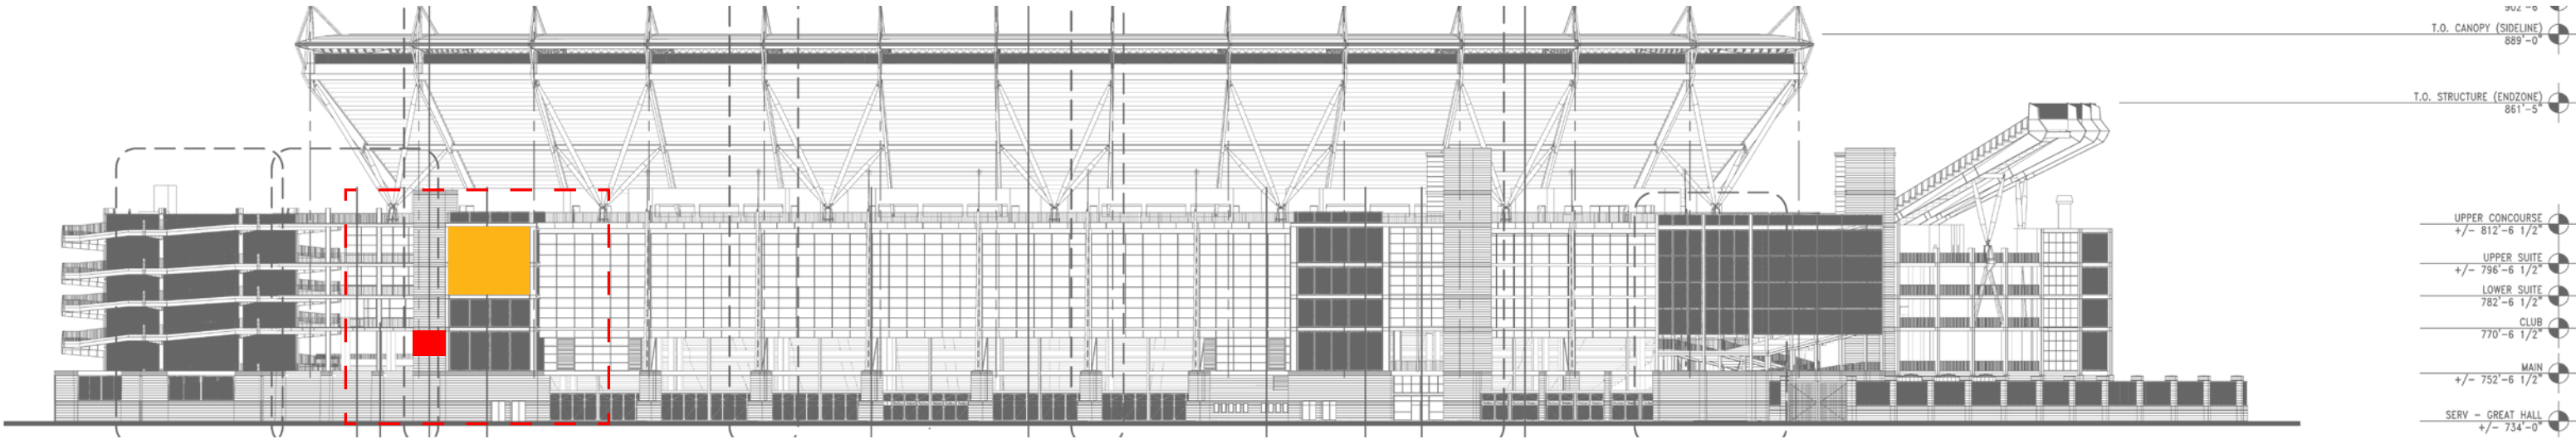 902'-6"
T.O. CANOPY (SIDELINE)
889'-0"
T.O. STRUCTURE (ENDZONE)
861'-5"
UPPER CONCOURSE
+/- 812'-6 1/2"
UPPER SUITE
+/- 796'-6 1/2"
LOWER SUITE
782'-6 1/2"
CLUB
770'-6 1/2"
MAIN
+/- 752'-6 1/2"
SERV - GREAT HALL
+/- 734'-0"